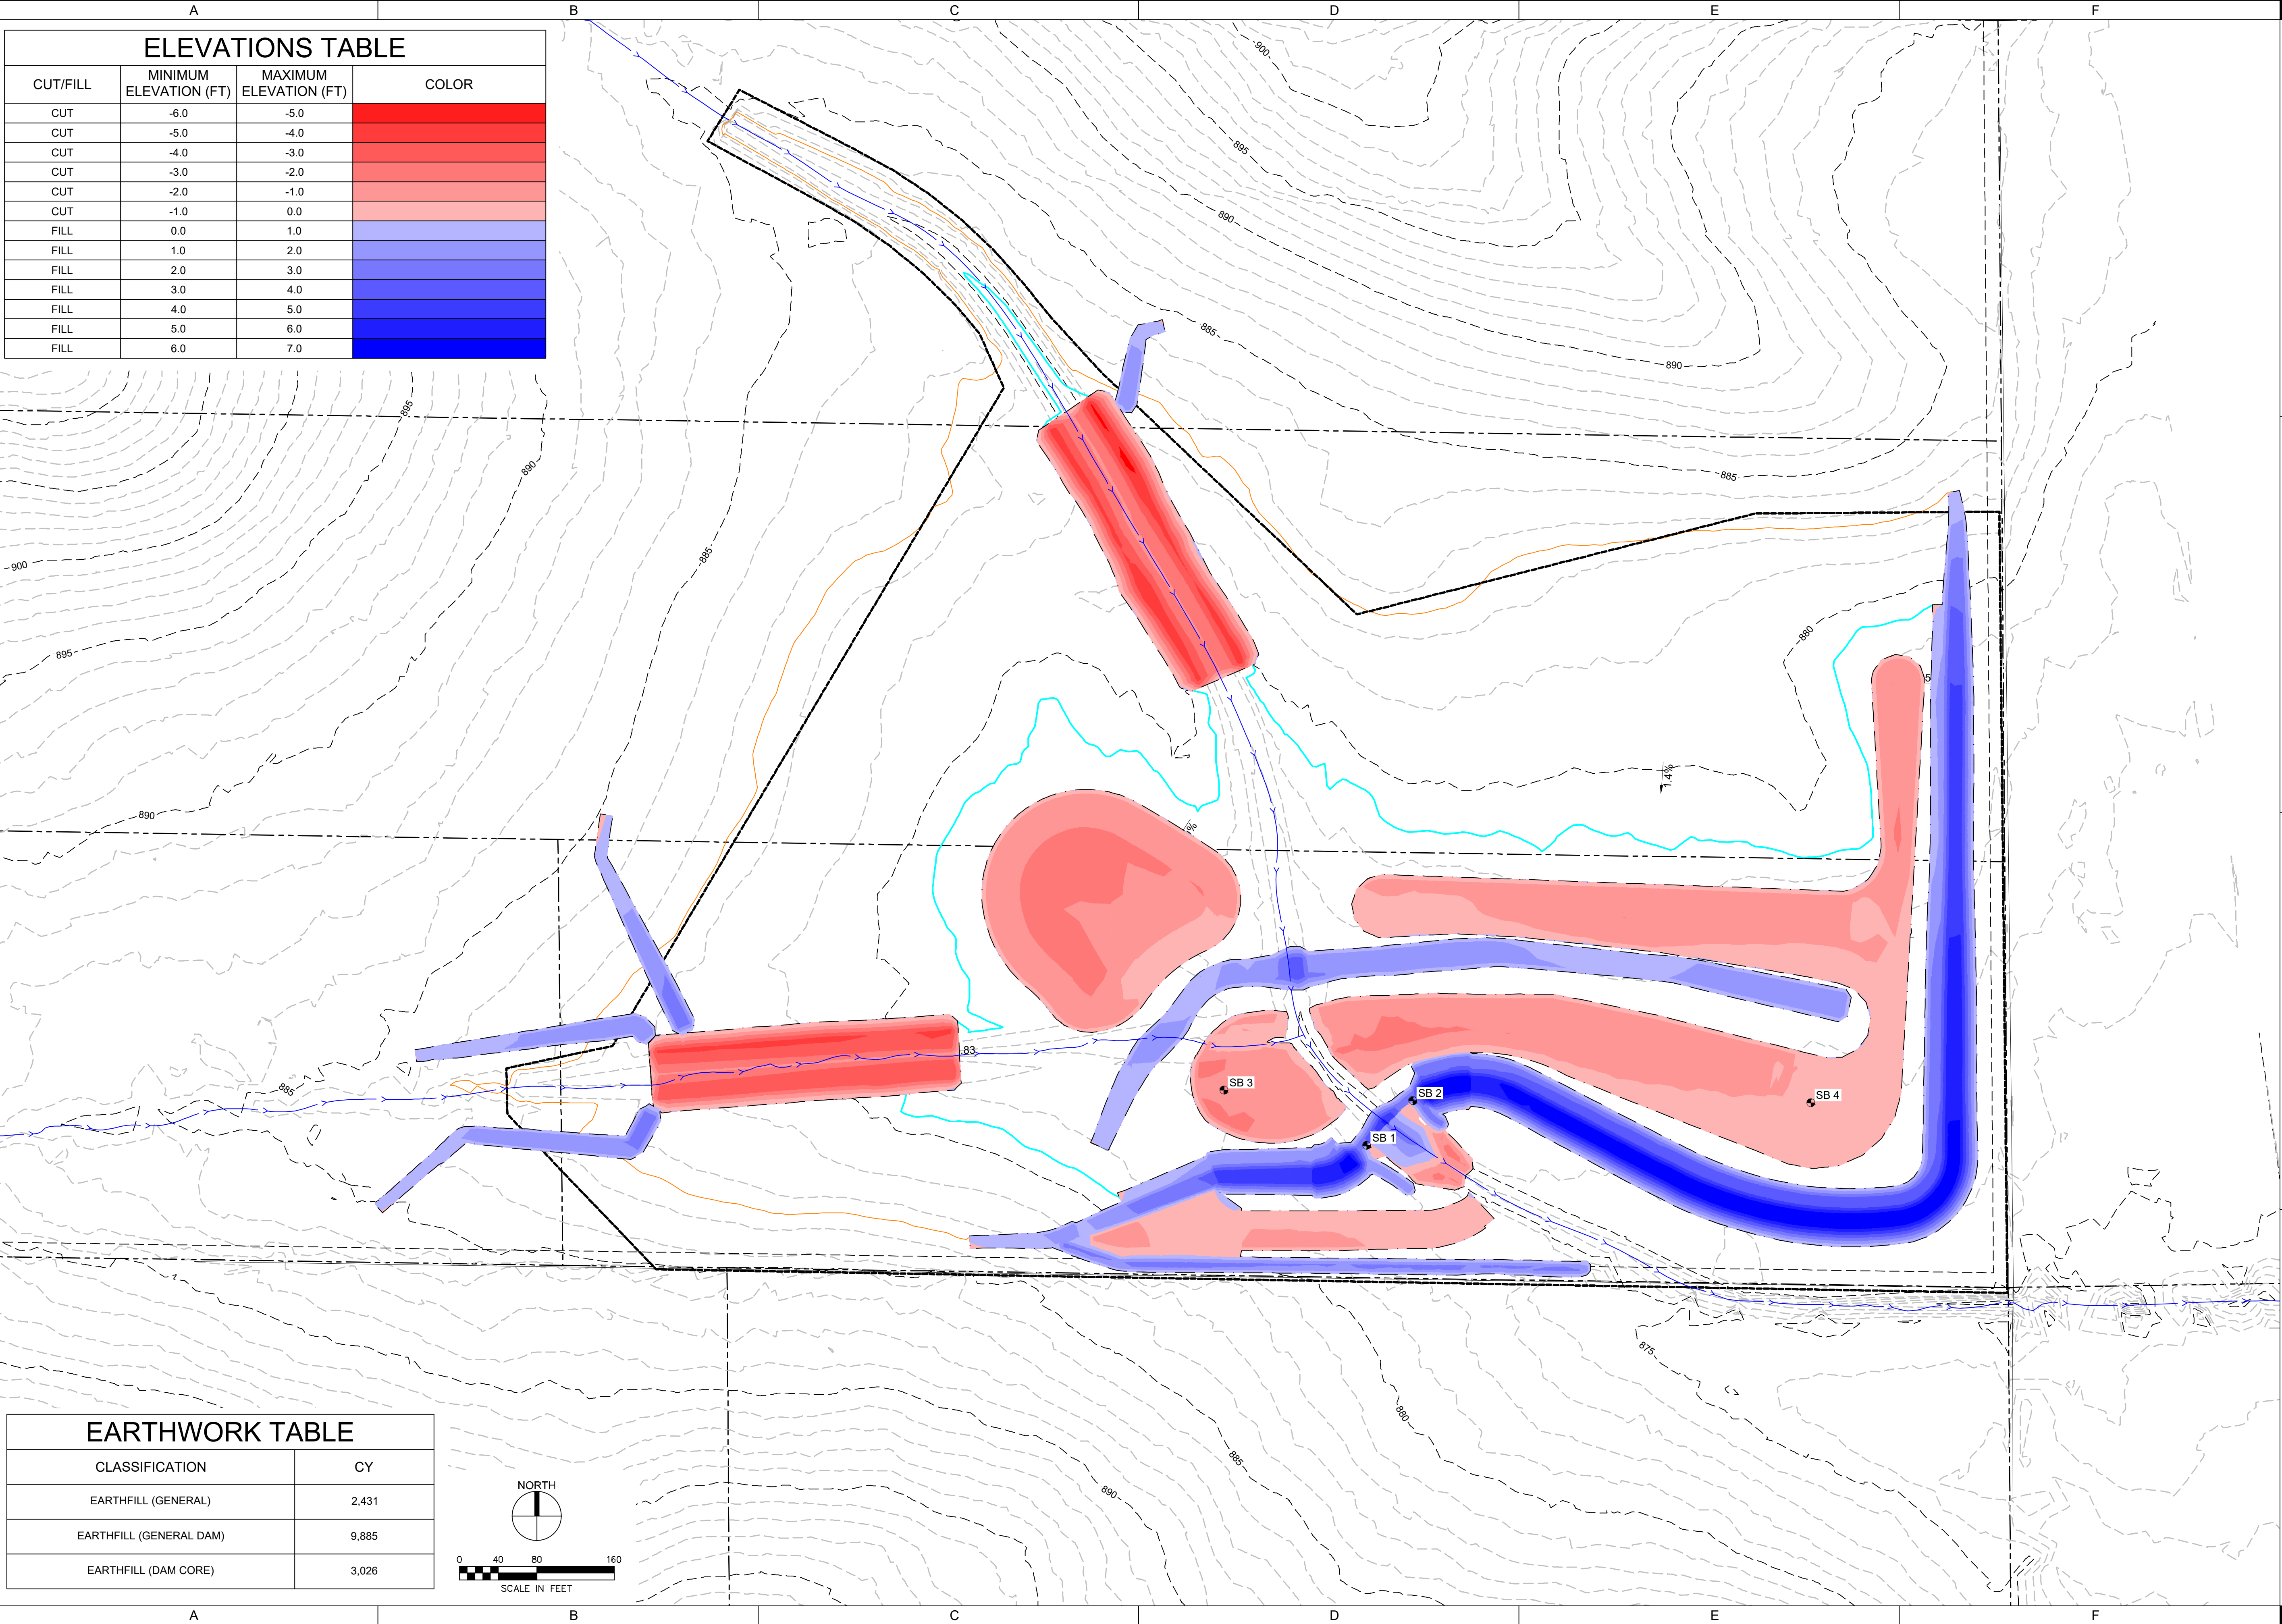 A B C D E F
ELEVATIONS TABLE
CUT/FILL MINIMUM ELEVATION (FT) MAXIMUM ELEVATION (FT) COLOR
CUT -6.0 -5.0
CUT -5.0 -4.0
CUT -4.0 -3.0
CUT -3.0 -2.0
CUT -2.0 -1.0
CUT -1.0 0.0
FILL 0.0 1.0
FILL 1.0 2.0
FILL 2.0 3.0
FILL 3.0 4.0
FILL 4.0 5.0
FILL 5.0 6.0
FILL 6.0 7.0
900
895
890
885
890
895
890
885
885
900
880
895
5
1.4%
890
%
83
885
SB 3
SB 2
SB 4
SB 1
875
880
885
890
EARTHWORK TABLE
CLASSIFICATION CY
EARTHFILL (GENERAL) 2,431
EARTHFILL (GENERAL DAM) 9,885
EARTHFILL (DAM CORE) 3,026
NORTH
0 40 80 160
SCALE IN FEET
A B C D E F